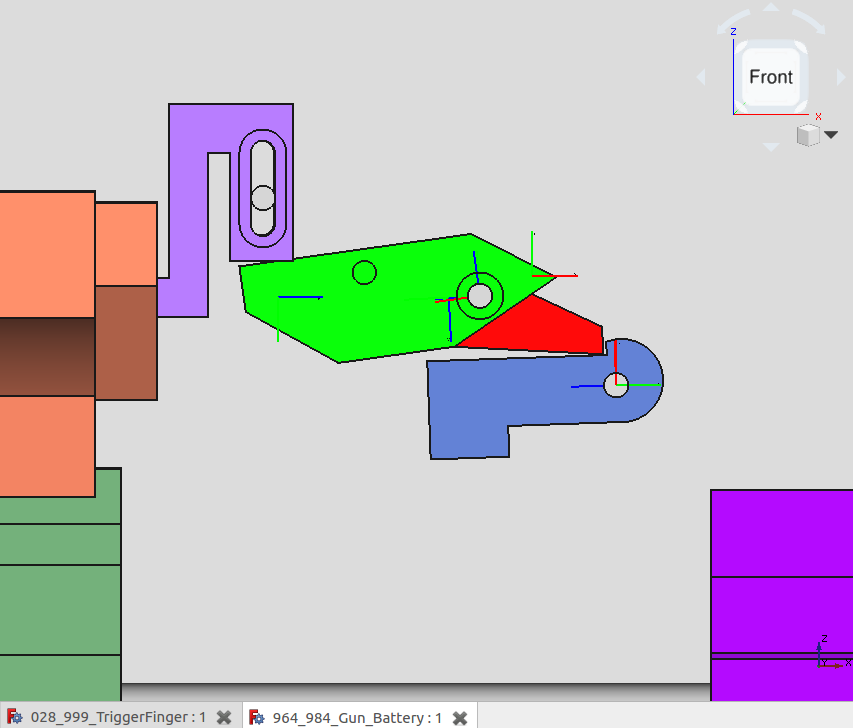 z
Front
x
z
Y
x
028_999_TriggerFinger : 1
964_984_Gun_Battery : 1